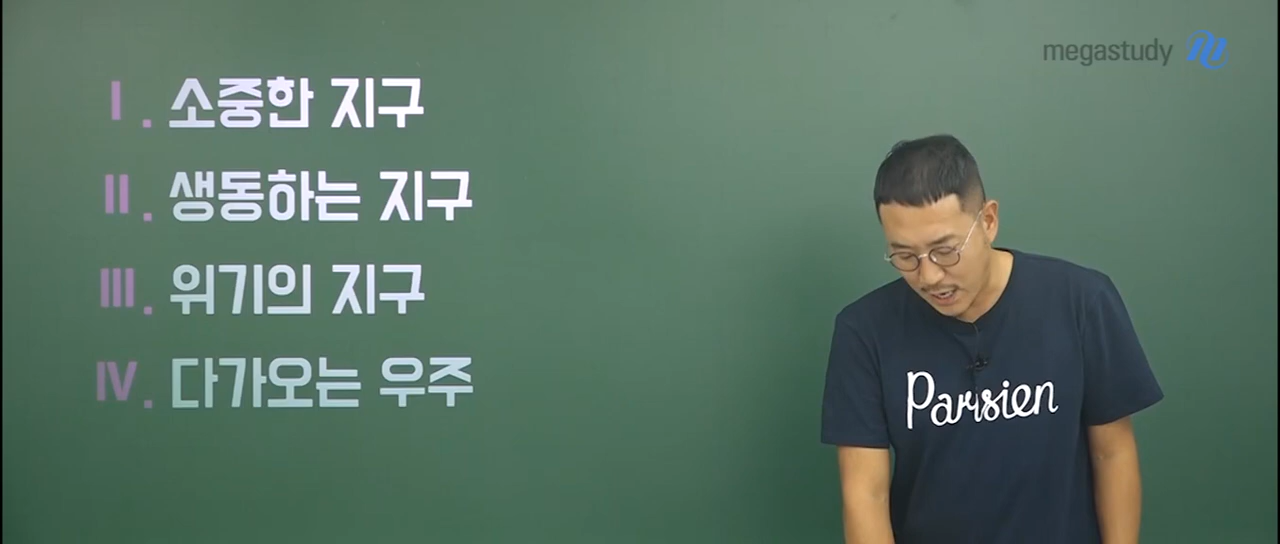 megastudy
Ⅰ. 소중한 지구
Ⅱ. 생동하는 지구
Ⅲ. 위기의 지구
Ⅳ. 다가오는 우주
Parisien